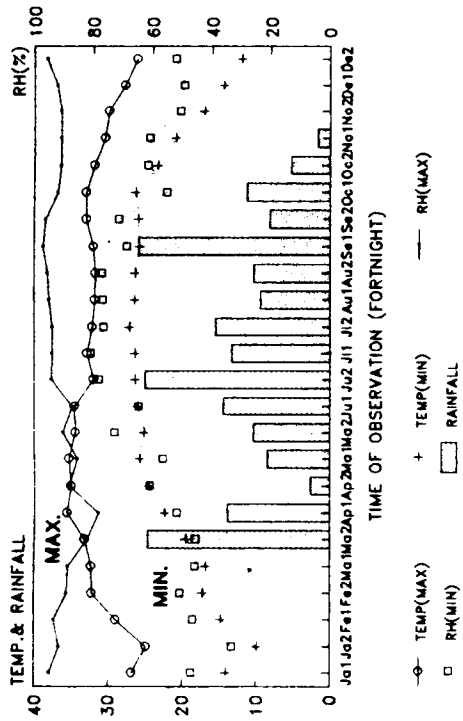 TEMP.& RAINFALL
RH(%)
40
30
20
10
0
100
80
60
40
20
0
MAX.
MIN.
Ja1 Ja2 Fe1 Fe2 Ma1 Ma2 Ap1 Ap2 Ma1 Ma2 Ju1 Ju2 Jl1 Jl2 Au1 Au2 Se1 Se2 Oc1 Oc2 No1 No2 De1 De2
TIME OF OBSERVATION (FORTNIGHT)
TEMP(MAX)
TEMP(MIN)
RH(MAX)
RH(MIN)
RAINFALL